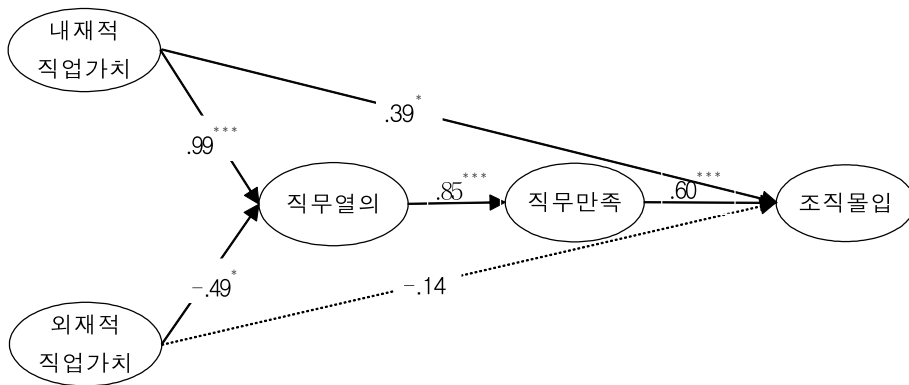 내재적
직업가치
.39*
.99***
직무열의
.85***
직무만족
.60***
조직몰입
-.49*
-.14
외재적
직업가치